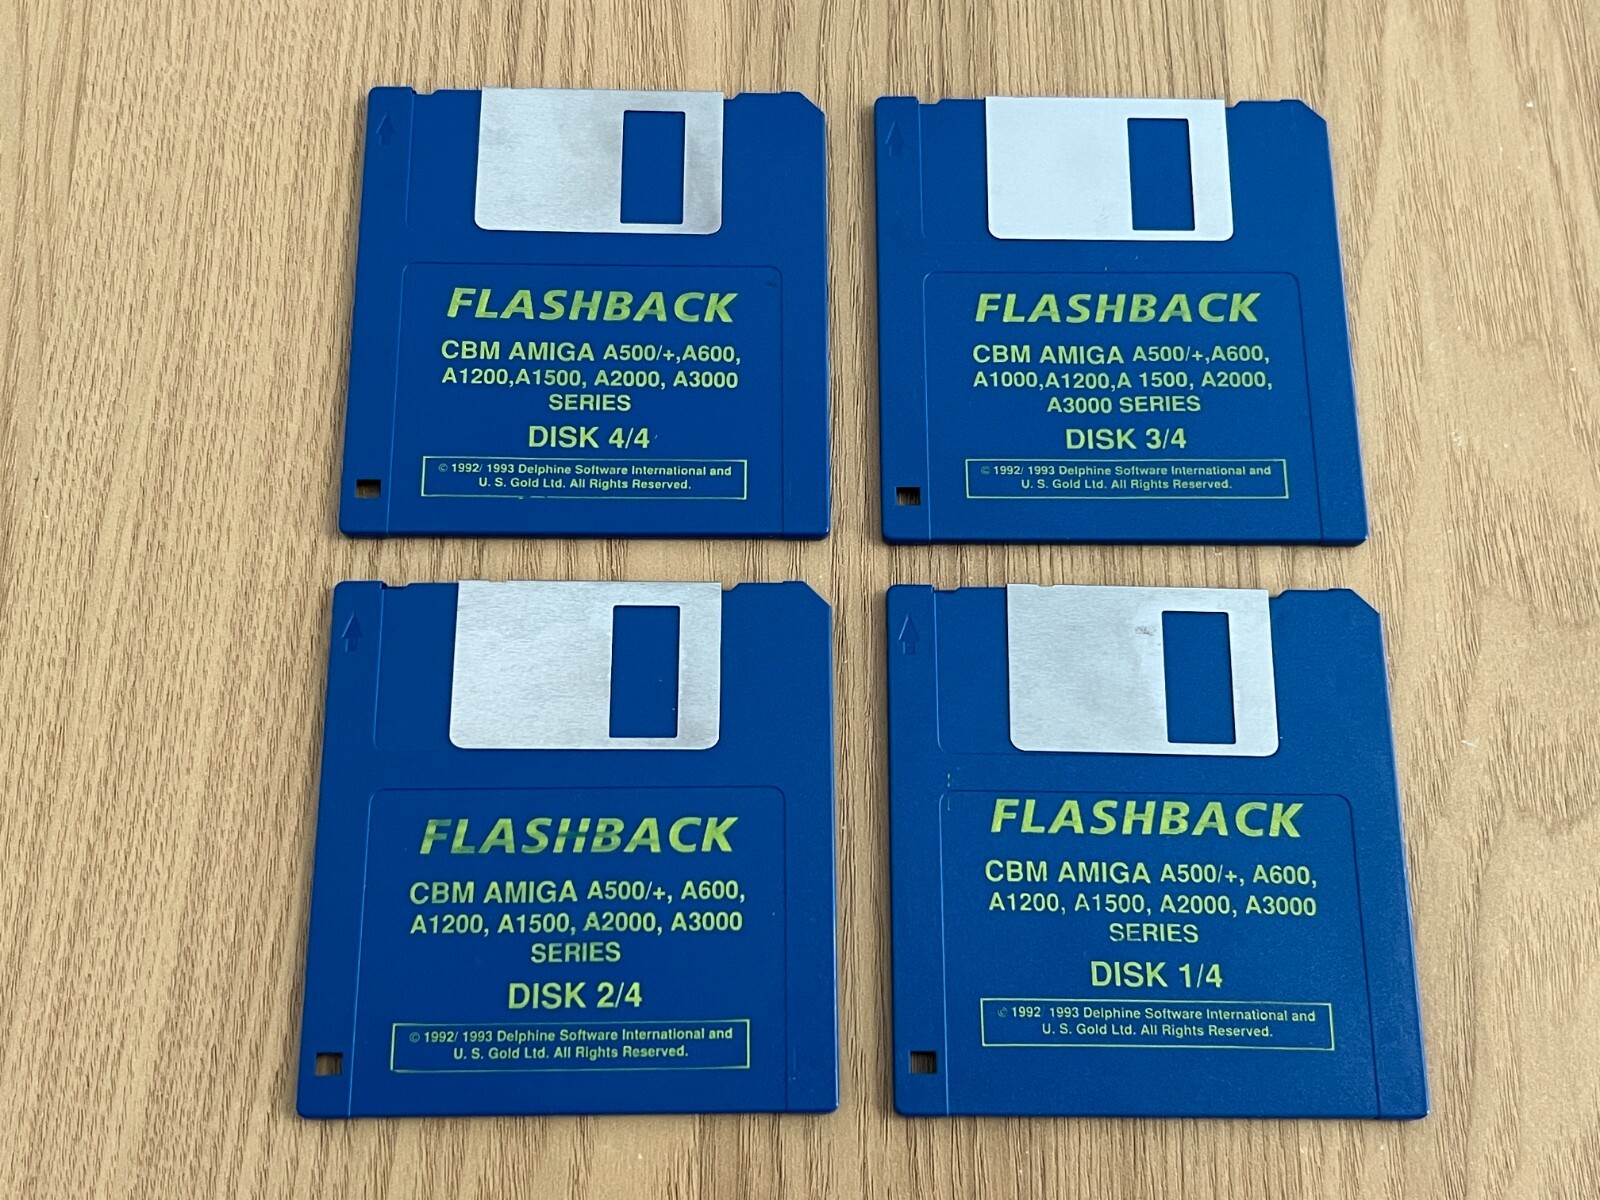 FLASHBACK
CBM AMIGA A500/+,A600,
A1200,A1500, A2000, A3000
SERIES
DISK 4/4
© 1992/ 1993 Delphine Software International and
U. S. Gold Ltd. All Rights Reserved.
FLASHBACK
CBM AMIGA A500/+,A600,
A1000,A1200,A 1500, A2000,
A3000 SERIES
DISK 3/4
© 1992/ 1993 Delphine Software International and
U. S. Gold Ltd. All Rights Reserved.
FLASHBACK
CBM AMIGA A500/+, A600,
A1200, A1500, A2000, A3000
SERIES
DISK 2/4
© 1992/ 1993 Delphine Software International and
U. S. Gold Ltd. All Rights Reserved.
FLASHBACK
CBM AMIGA A500/+, A600,
A1200, A1500, A2000, A3000
SERIES
DISK 1/4
© 1992 1993 Delphine Software International and
U. S. Gold Ltd. All Rights Reserved.